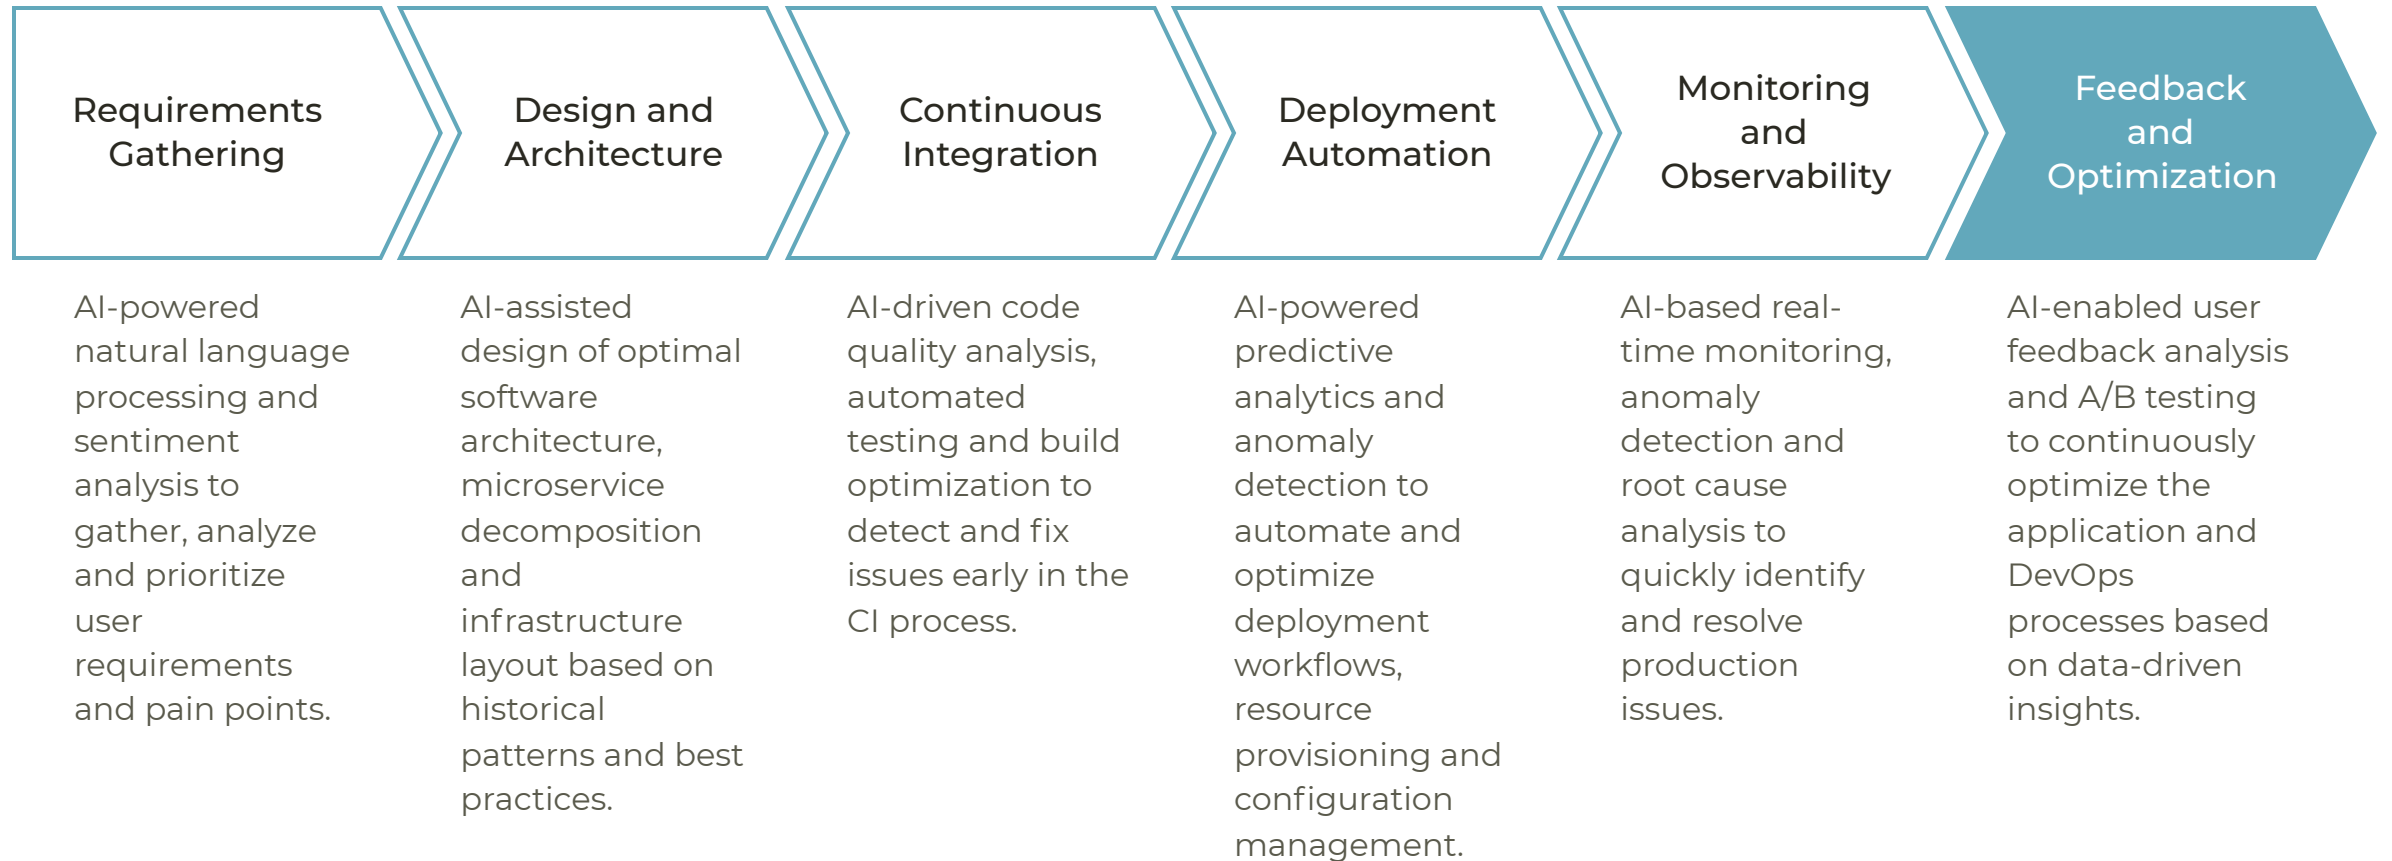 Requirements
Gathering
Design and
Architecture
Continuous
Integration
Deployment
Automation
Monitoring
and
Observability
Feedback
and
Optimization
AI-powered
natural language
processing and
sentiment
analysis to
gather, analyze
and prioritize
user
requirements
and pain points.
AI-assisted
design of optimal
software
architecture,
microservice
decomposition
and
infrastructure
layout based on
historical
patterns and best
practices.
AI-driven code
quality analysis,
automated
testing and build
optimization to
detect and fix
issues early in the
CI process.
AI-powered
predictive
analytics and
anomaly
detection to
automate and
optimize
deployment
workflows,
resource
provisioning and
configuration
management.
AI-based real-
time monitoring,
anomaly
detection and
root cause
analysis to
quickly identify
and resolve
production
issues.
AI-enabled user
feedback analysis
and A/B testing
to continuously
optimize the
application and
DevOps
processes based
on data-driven
insights.